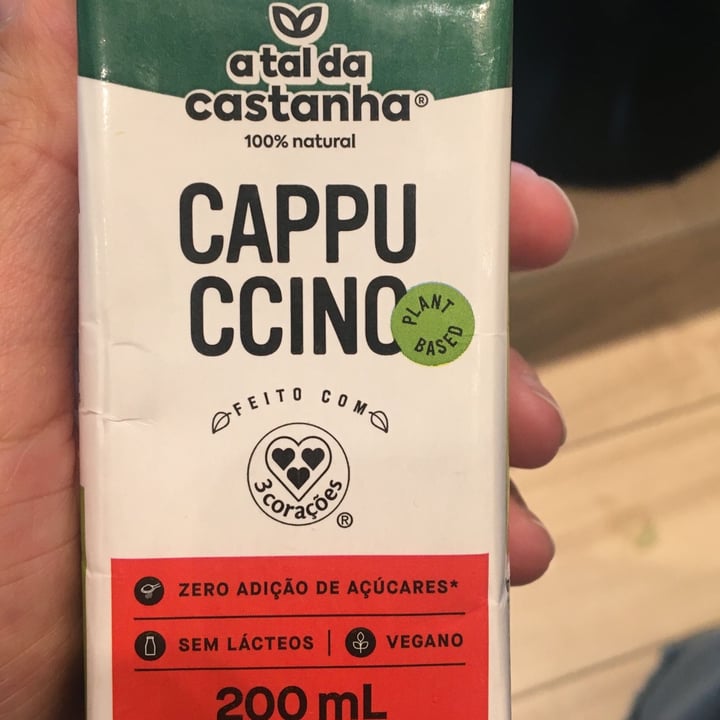 a tal da
castanha®
100% natural
CAPPU
CCINO
PLANT
BASED
FEITO COM
3corações
®
ZERO ADIÇÃO DE AÇÚCARES*
SEM LÁCTEOS | VEGANO
200 mL